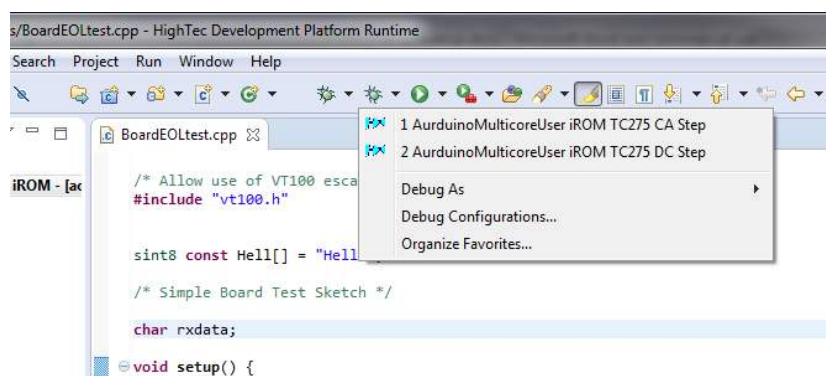 s/BoardEOLtest.cpp - HighTec Development Platform Runtime
Search Project Run Window Help
BoardEOLtest.cpp
1 AurduinoMulticoreUser iROM TC275 CA Step
2 AurduinoMulticoreUser iROM TC275 DC Step
Debug As
Debug Configurations...
Organize Favorites...
iROM - [ac
/* Allow use of VT100 esca
#include "vt100.h"
sint8 const Hell[] = "Hell
/* Simple Board Test Sketch */
char rxdata;
void setup() {